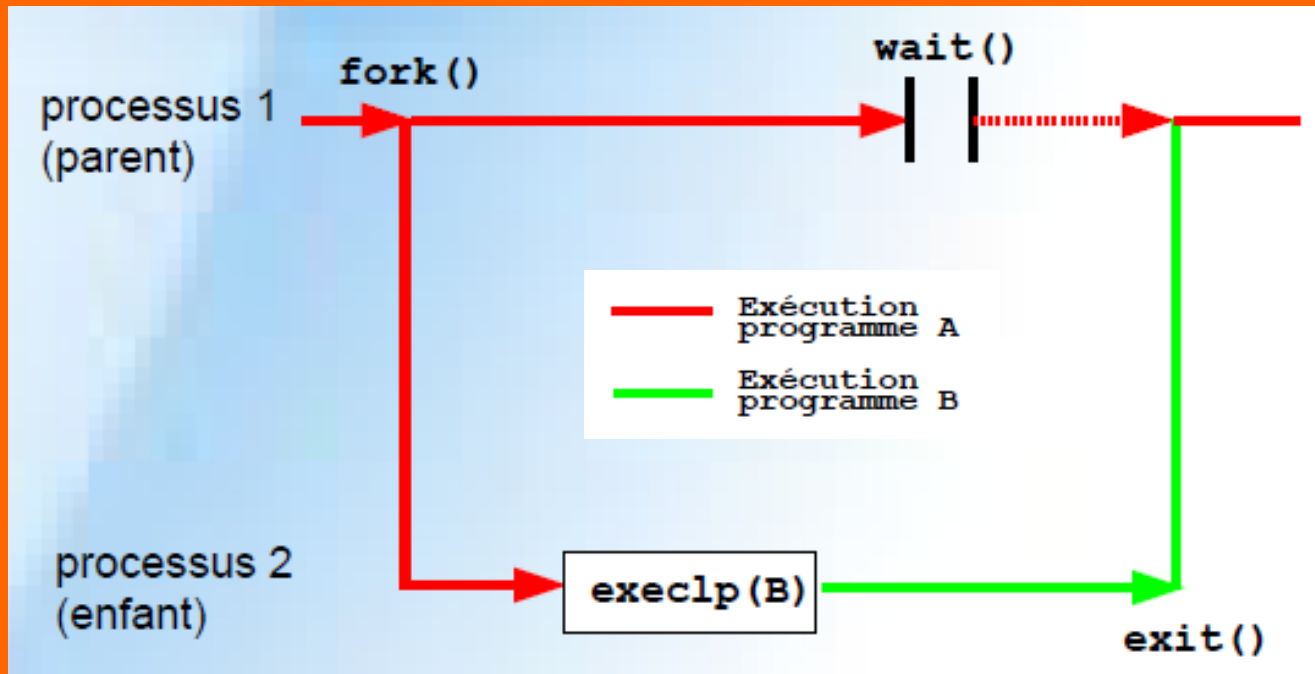 fork()
wait()
processus 1
(parent)
Exécution
programme A
Exécution
programme B
processus 2
(enfant)
execlp(B)
exit()